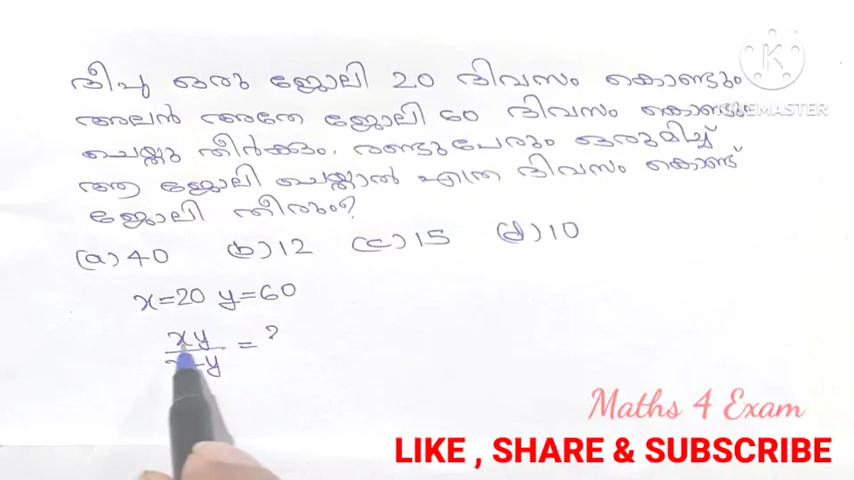 ദീപു ഒരു ജോലി 20 ദിവസം കൊണ്ടും
അലൻ അതേ ജോലി 60 ദിവസം കൊണ്ടും
ചെയ്തു തീർക്കും. രണ്ടുപേരും ഒരുമിച്ച്
ആ ജോലി ചെയ്താൽ എത്ര ദിവസം കൊണ്ട്
ജോലി തീരും?
(a) 40 (b) 12 (c) 15 (d) 10
x=20 y=60
xy = ?
y
K
KINEMASTER
Maths 4 Exam
LIKE , SHARE & SUBSCRIBE